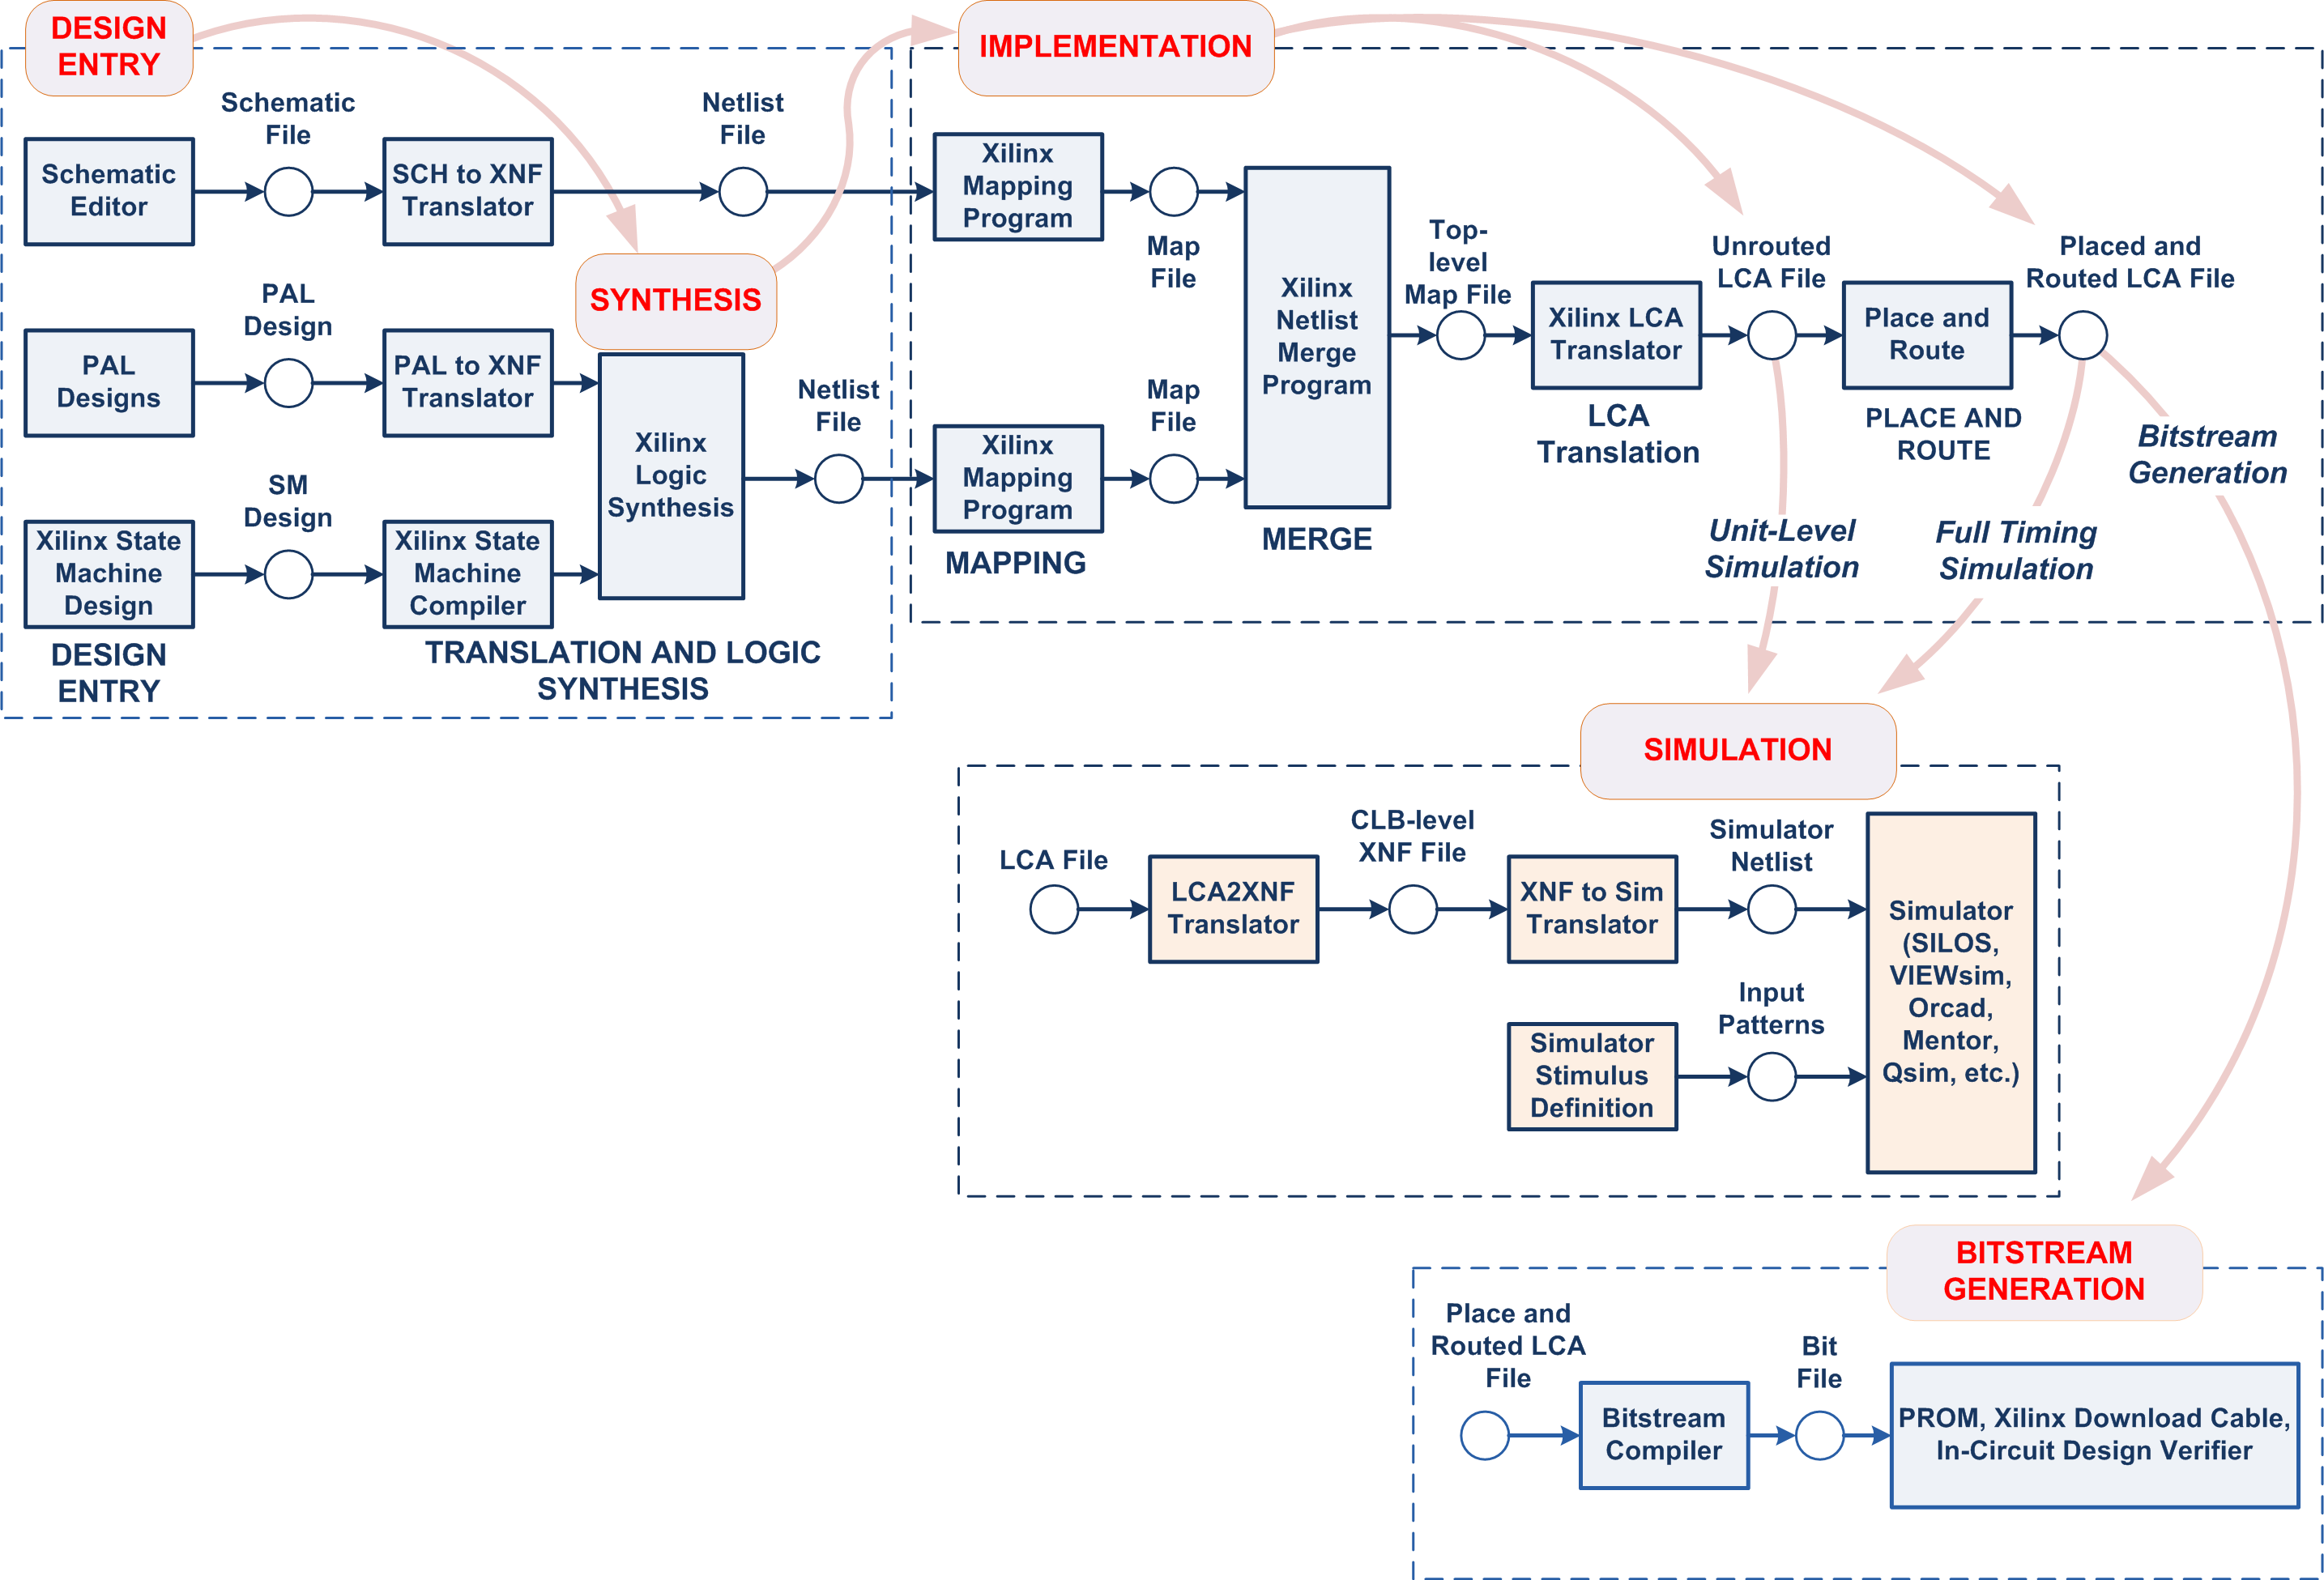 DESIGN
ENTRY
IMPLEMENTATION
Schematic
File
Netlist
File
Schematic
Editor
SCH to XNF
Translator
Xilinx
Mapping
Program
Map
File
PAL
Design
SYNTHESIS
PAL
Designs
PAL to XNF
Translator
Xilinx
Logic
Synthesis
Netlist
File
SM
Design
Xilinx State
Machine
Design
Xilinx State
Machine
Compiler
DESIGN
ENTRY
TRANSLATION AND LOGIC
SYNTHESIS
Xilinx
Mapping
Program
Map
File
MAPPING
Xilinx
Netlist
Merge
Program
MERGE
Top-
level
Map File
Xilinx LCA
Translator
LCA
Translation
Unrouted
LCA File
Place and
Route
PLACE AND
ROUTE
Placed and
Routed LCA File
Bitstream
Generation
Unit-Level
Simulation
Full Timing
Simulation
SIMULATION
LCA File
LCA2XNF
Translator
CLB-level
XNF File
XNF to Sim
Translator
Simulator
Netlist
Simulator
Stimulus
Definition
Input
Patterns
Simulator
(SILOS,
VIEWsim,
Orcad,
Mentor,
Qsim, etc.)
BITSTREAM
GENERATION
Place and
Routed LCA
File
Bitstream
Compiler
Bit
File
PROM, Xilinx Download Cable,
In-Circuit Design Verifier